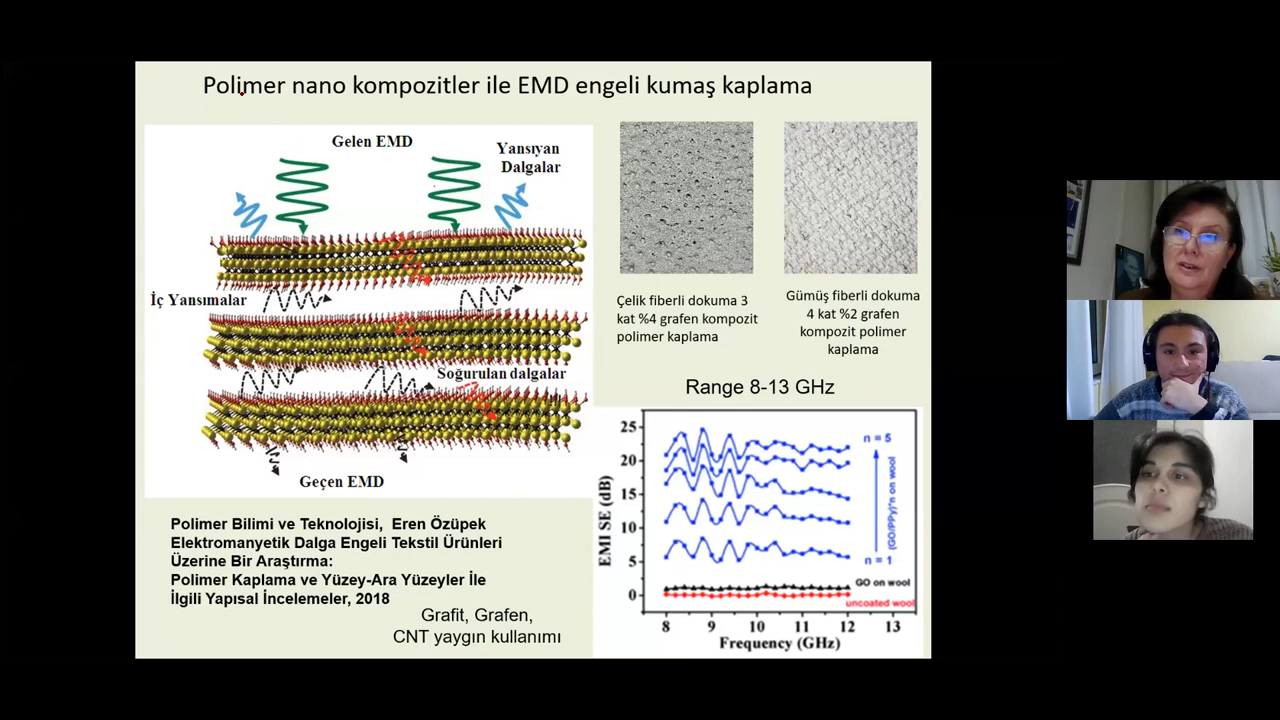 Polimer nano kompozitler ile EMD engeli kumaş kaplama
Gelen EMD
Yansıyan
Dalgalar
İç Yansımalar
Soğurulan dalgalar
Geçen EMD
Çelik fiberli dokuma 3
kat %4 grafen kompozit
polimer kaplama
Gümüş fiberli dokuma
4 kat %2 grafen
kompozit polimer
kaplama
Range 8-13 GHz
EMI SE (dB)
25
20
15
10
5
0
n = 5
(GO/PPy)*n on wool
n = 1
GO on wool
uncoated wool
8
9
10
11
12
13
Frequency (GHz)
Polimer Bilimi ve Teknolojisi, Eren Özüpek
Elektromanyetik Dalga Engeli Tekstil Ürünleri
Üzerine Bir Araştırma:
Polimer Kaplama ve Yüzey-Ara Yüzeyler İle
İlgili Yapısal İncelemeler, 2018
Grafit, Grafen,
CNT yaygın kullanımı